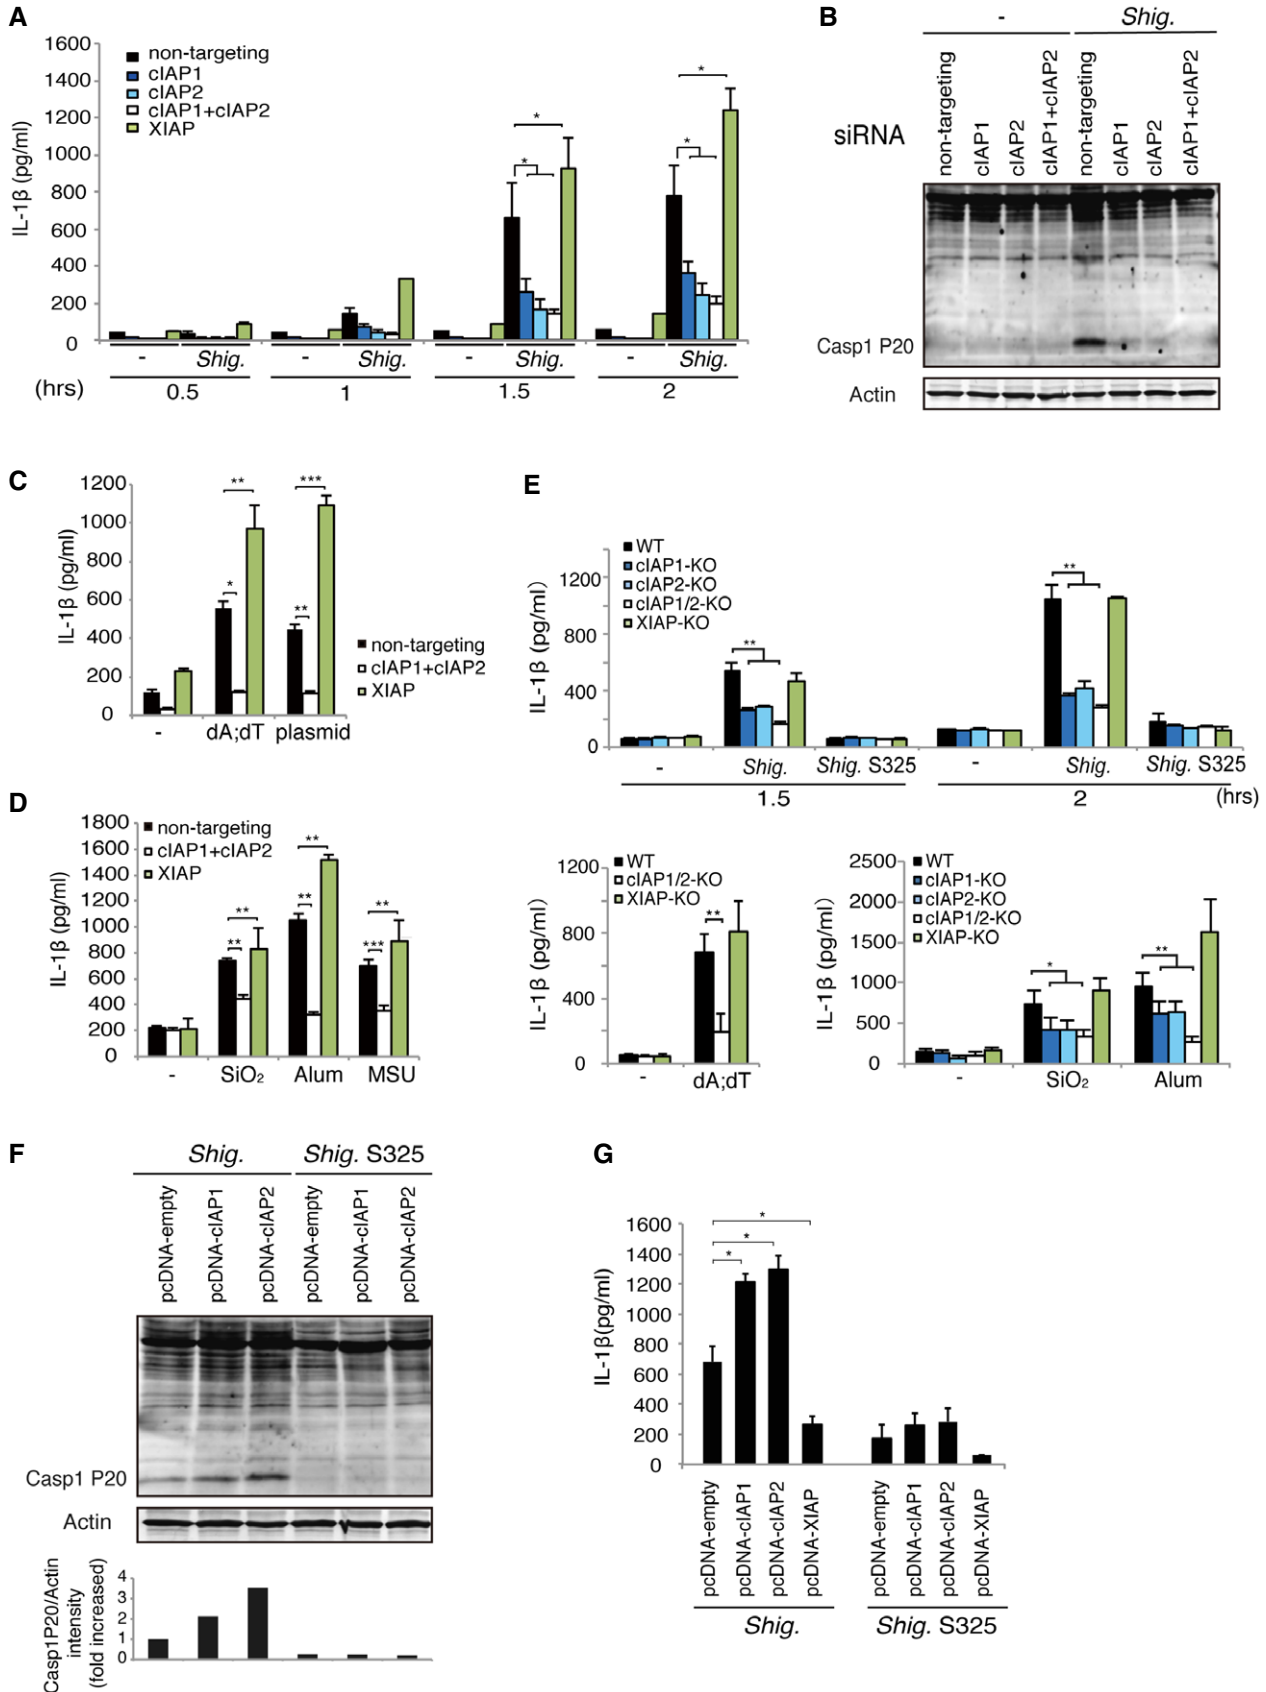 A
1600
1400
1200
1000
800
600
400
200
0
IL-1β (pg/ml)
non-targeting
cIAP1
cIAP2
cIAP1+cIAP2
XIAP
*
*
*
*
- Shig. - Shig. - Shig. - Shig.
(hrs) 0.5 1 1.5 2
B
- Shig.
siRNA
non-targeting
cIAP1
cIAP2
cIAP1+cIAP2
non-targeting
cIAP1
cIAP2
cIAP1+cIAP2
Casp1 P20
Actin
C
1200
1000
800
600
400
200
0
IL-1β (pg/ml)
** ***
* **
non-targeting
cIAP1+cIAP2
XIAP
- dA;dT plasmid
D
1800
1600
1400
1200
1000
800
600
400
200
0
IL-1β (pg/ml)
non-targeting
cIAP1+cIAP2
XIAP
** ** **
** ** ***
- SiO2 Alum MSU
E
WT
cIAP1-KO
cIAP2-KO
cIAP1/2-KO
XIAP-KO
1200
800
400
0
IL-1β (pg/ml)
** **
- Shig. Shig. S325 - Shig. Shig. S325
1.5 2 (hrs)
1200
800
400
0
IL-1β (pg/ml)
WT
cIAP1/2-KO
XIAP-KO
**
- dA;dT
2500
2000
1500
1000
500
0
IL-1β (pg/ml)
WT
cIAP1-KO
cIAP2-KO
cIAP1/2-KO
XIAP-KO
* **
- SiO2 Alum
F
Shig. Shig. S325
pcDNA-empty
pcDNA-cIAP1
pcDNA-cIAP2
pcDNA-empty
pcDNA-cIAP1
pcDNA-cIAP2
Casp1 P20
Actin
Casp1P20/Actin
intensity
(fold increased)
4
3
2
1
0
G
1600
1400
1200
1000
800
600
400
200
0
IL-1β(pg/ml)
*
*
*
pcDNA-empty
pcDNA-cIAP1
pcDNA-cIAP2
pcDNA-XIAP
pcDNA-empty
pcDNA-cIAP1
pcDNA-cIAP2
pcDNA-XIAP
Shig. Shig. S325